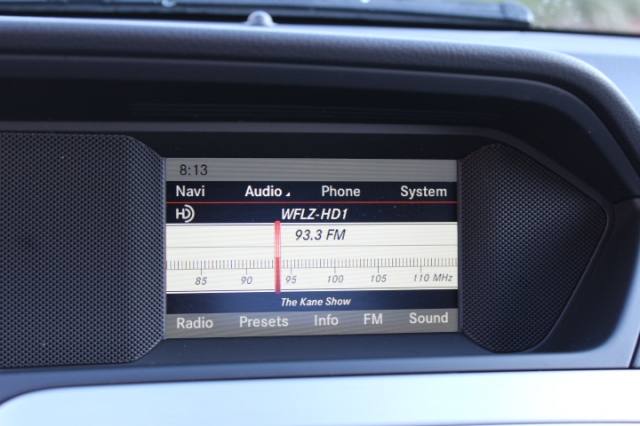 8:13
Navi Audio Phone System
HD WFLZ-HD1
93.3 FM
85 90 95 100 105 110 MHz
The Kane Show
Radio Presets Info FM Sound